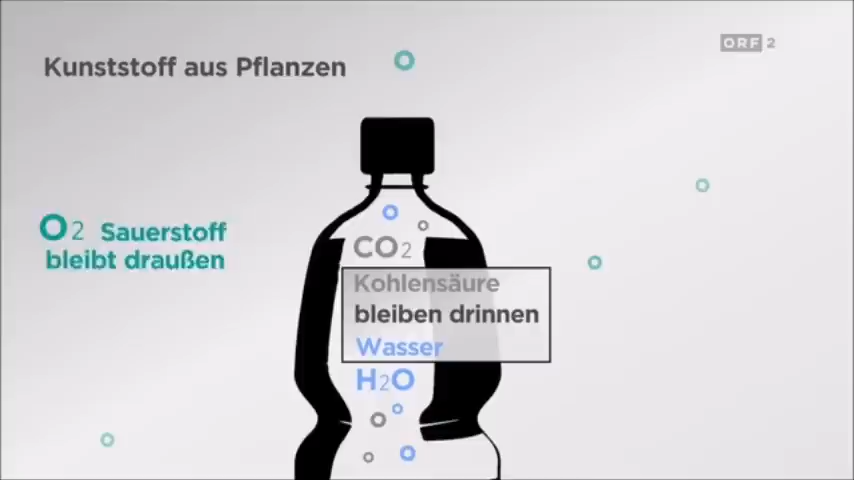 ORF 2
Kunststoff aus Pflanzen
O2 Sauerstoff
bleibt draußen
CO2
Kohlensäure
bleiben drinnen
Wasser
H2O